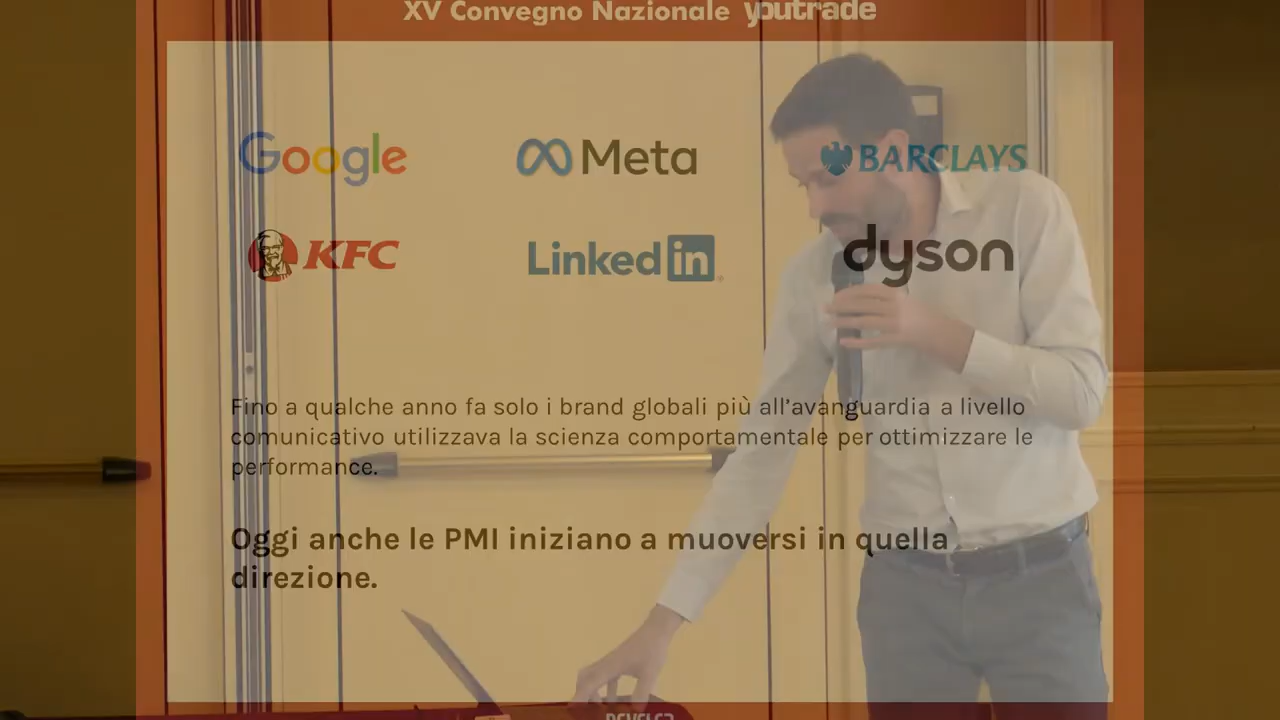 XV Convegno Nazionale youtrade
Google Meta BARCLAYS
KFC Linkedin dyson
Fino a qualche anno fa solo i brand globali più all'avanguardia a livello
comunicativo utilizzava la scienza comportamentale per ottimizzare le
performance.
Oggi anche le PMI iniziano a muoversi in quella
direzione.